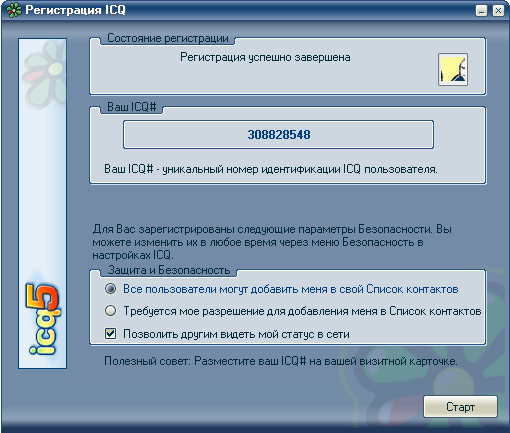 Регистрация ICQ
Состояние регистрации
Регистрация успешно завершена
Ваш ICQ#
308828548
Ваш ICQ# - уникальный номер идентификации ICQ пользователя.
Для Вас зарегистрированы следующие параметры Безопасности. Вы
можете изменить их в любое время через меню Безопасность в
настройках ICQ.
Защита и Безопасность
Все пользователи могут добавить меня в свой Список контактов
Требуется мое разрешение для добавления меня в Список контактов
Позволить другим видеть мой статус в сети
icq5
Полезный совет: Разместите ваш ICQ# на вашей визитной карточке.
Старт